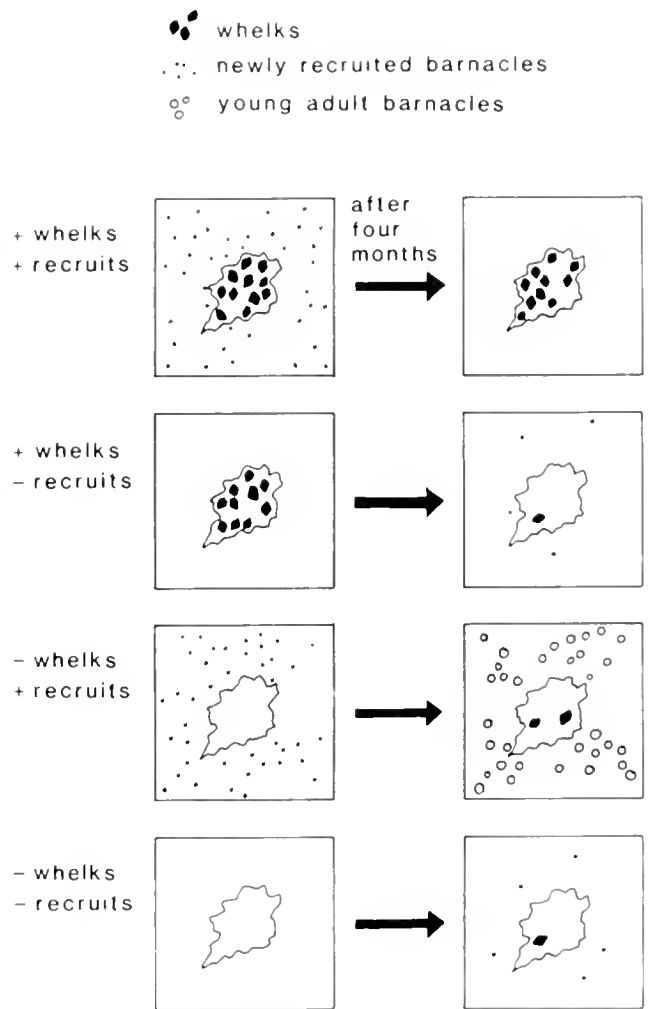 whelks
newly recruited barnacles
young adult barnacles
+ whelks
+ recruits
after
four
months
+ whelks
− recruits
− whelks
+ recruits
− whelks
− recruits